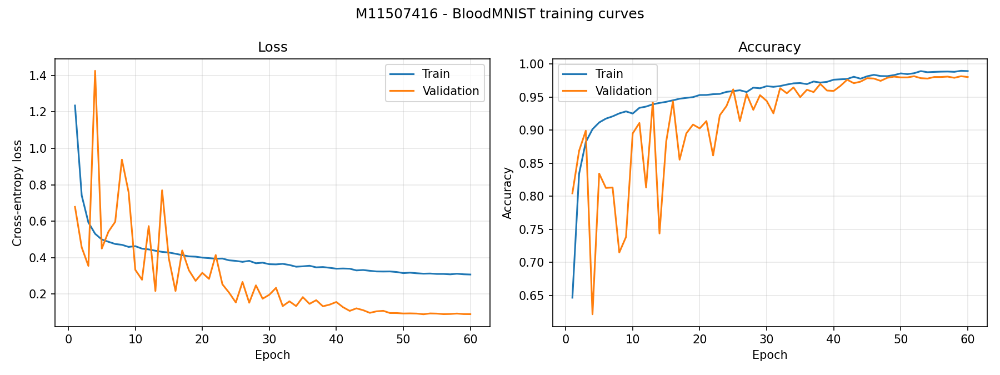 M11507416 - BloodMNIST training curves
Loss
Cross-entropy loss
1.4
1.2
1.0
0.8
0.6
0.4
0.2
Train
Validation
0 10 20 30 40 50 60
Epoch
Accuracy
Accuracy
1.00
0.95
0.90
0.85
0.80
0.75
0.70
0.65
Train
Validation
0 10 20 30 40 50 60
Epoch